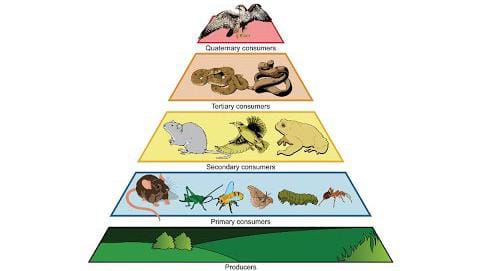 Quaternary consumers
Tertiary consumers
Secondary consumers
Primary consumers
Producers